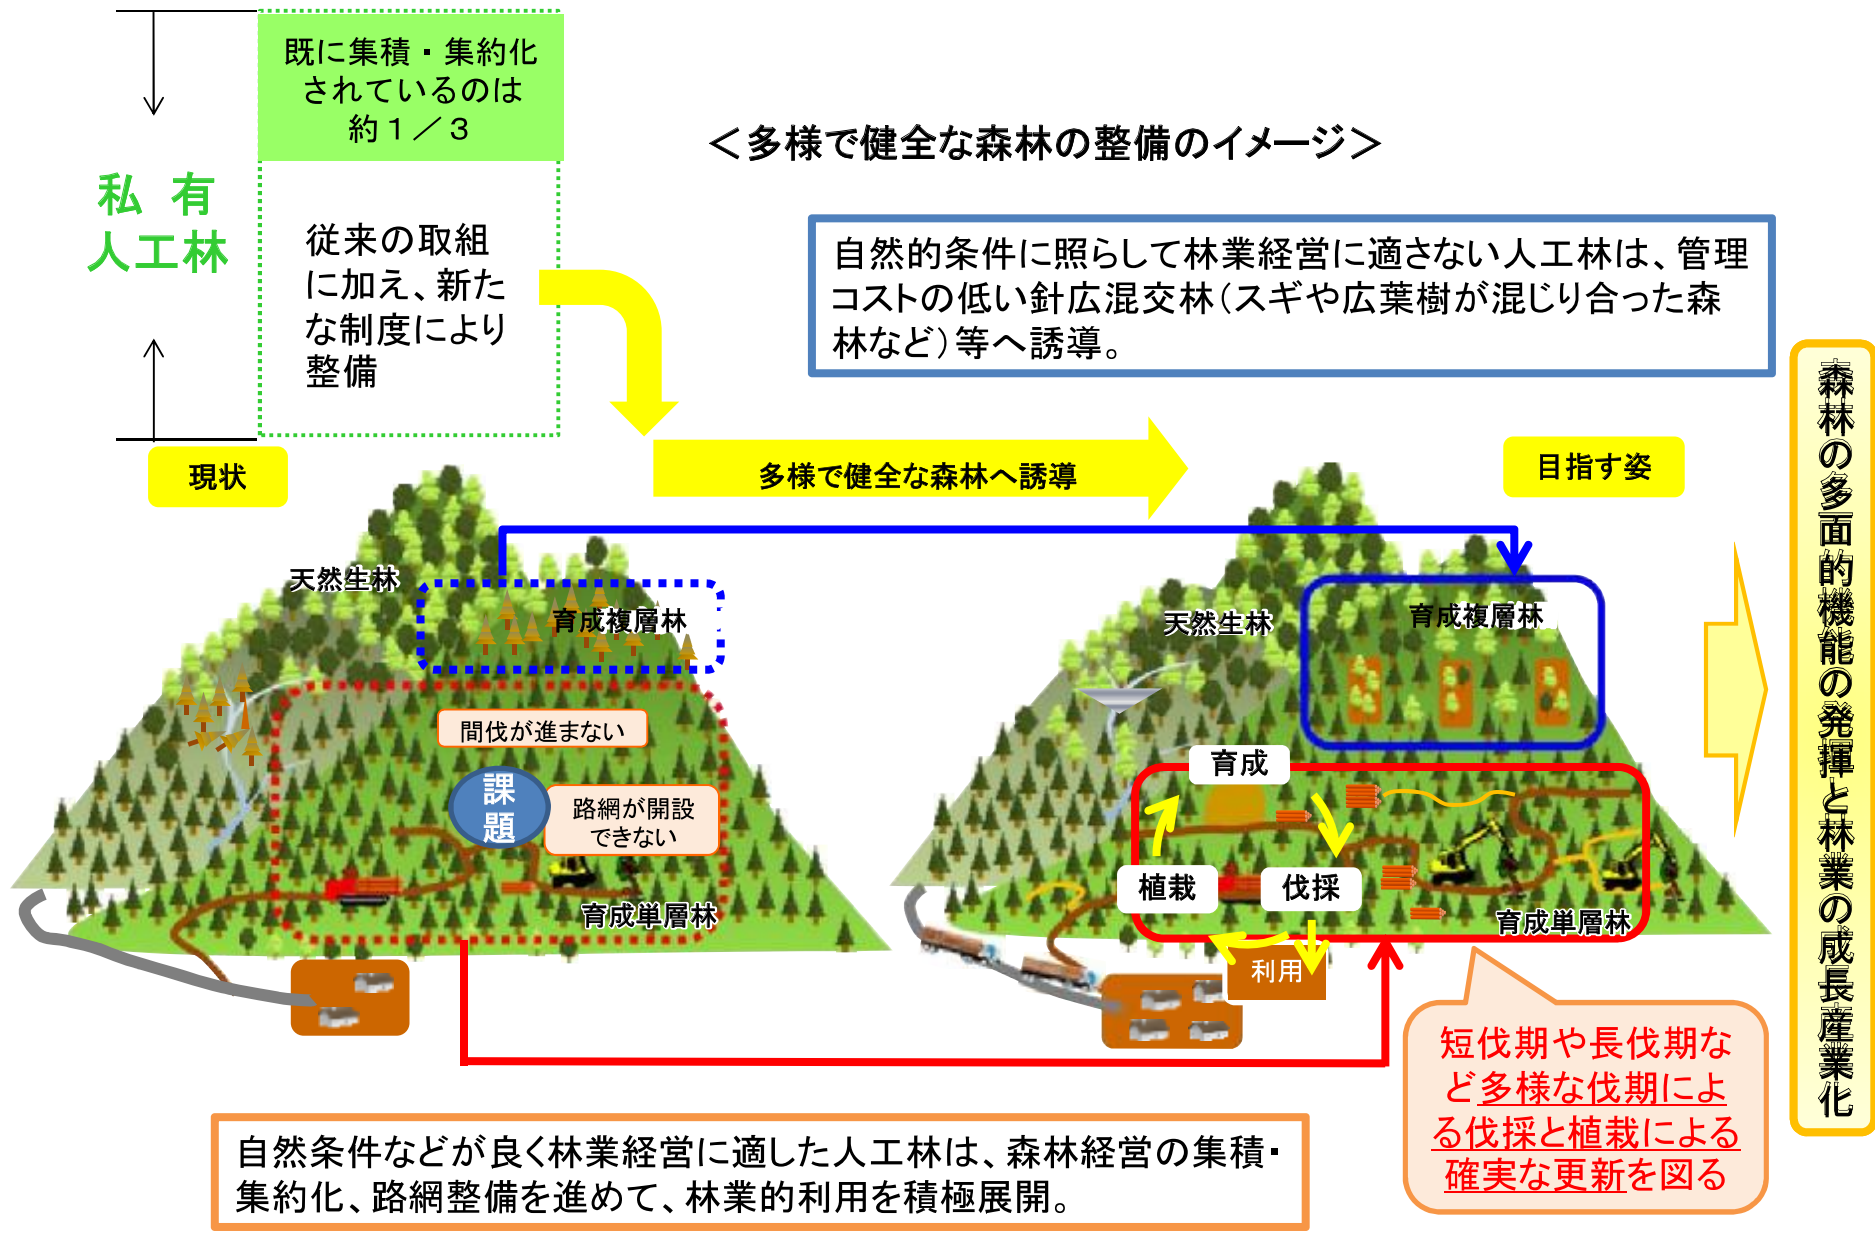 既に集積・集約化
されているのは
約１／３
私 有
人工林
従来の取組
に加え、新た
な制度により
整備
＜多様で健全な森林の整備のイメージ＞
自然的条件に照らして林業経営に適さない人工林は、管理
コストの低い針広混交林（スギや広葉樹が混じり合った森
林など）等へ誘導。
現状
多様で健全な森林へ誘導
目指す姿
天然生林
育成複層林
間伐が進まない
課
題
路網が開設
できない
育成単層林
天然生林
育成複層林
育成
植栽
伐採
利用
育成単層林
短伐期や長伐期な
ど多様な伐期によ
る伐採と植栽による
確実な更新を図る
自然条件などが良く林業経営に適した人工林は、森林経営の集積・
集約化、路網整備を進めて、林業的利用を積極展開。
森林の多面的機能の発揮と林業の成長産業化